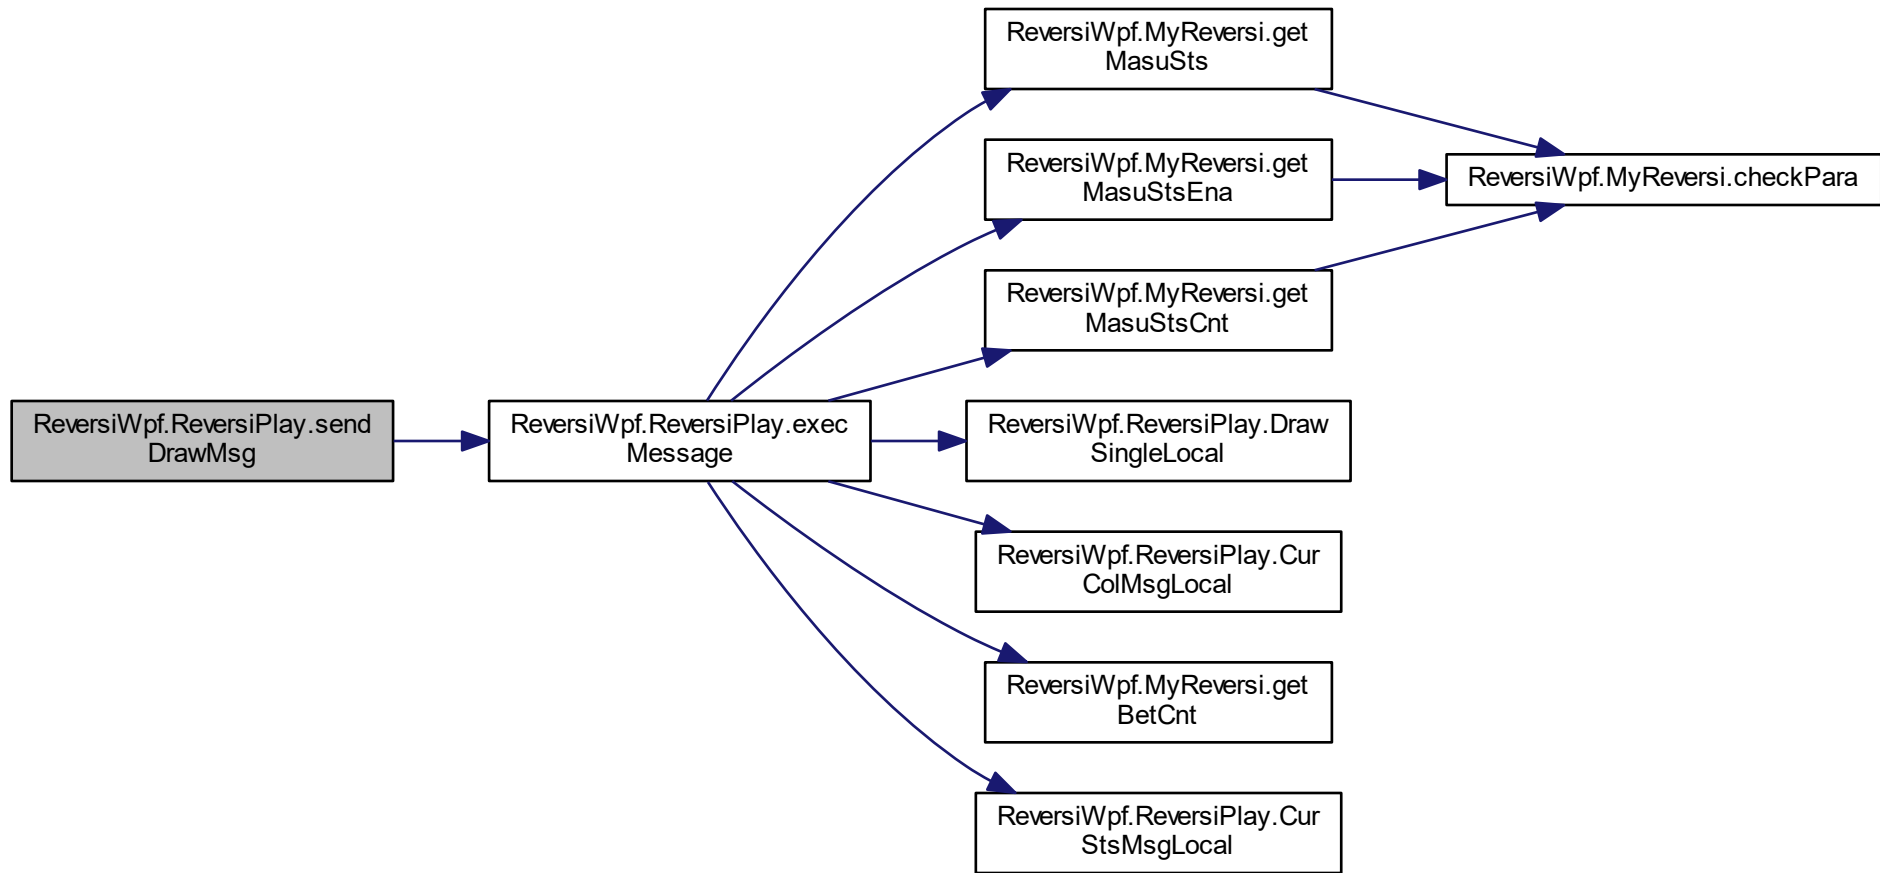 ReversiWpf.MyReversi.get
MasuSts
ReversiWpf.MyReversi.get
MasuStsEna
ReversiWpf.MyReversi.checkPara
ReversiWpf.MyReversi.get
MasuStsCnt
ReversiWpf.ReversiPlay.send
DrawMsg
ReversiWpf.ReversiPlay.exec
Message
ReversiWpf.ReversiPlay.Draw
SingleLocal
ReversiWpf.ReversiPlay.Cur
ColMsgLocal
ReversiWpf.MyReversi.get
BetCnt
ReversiWpf.ReversiPlay.Cur
StsMsgLocal